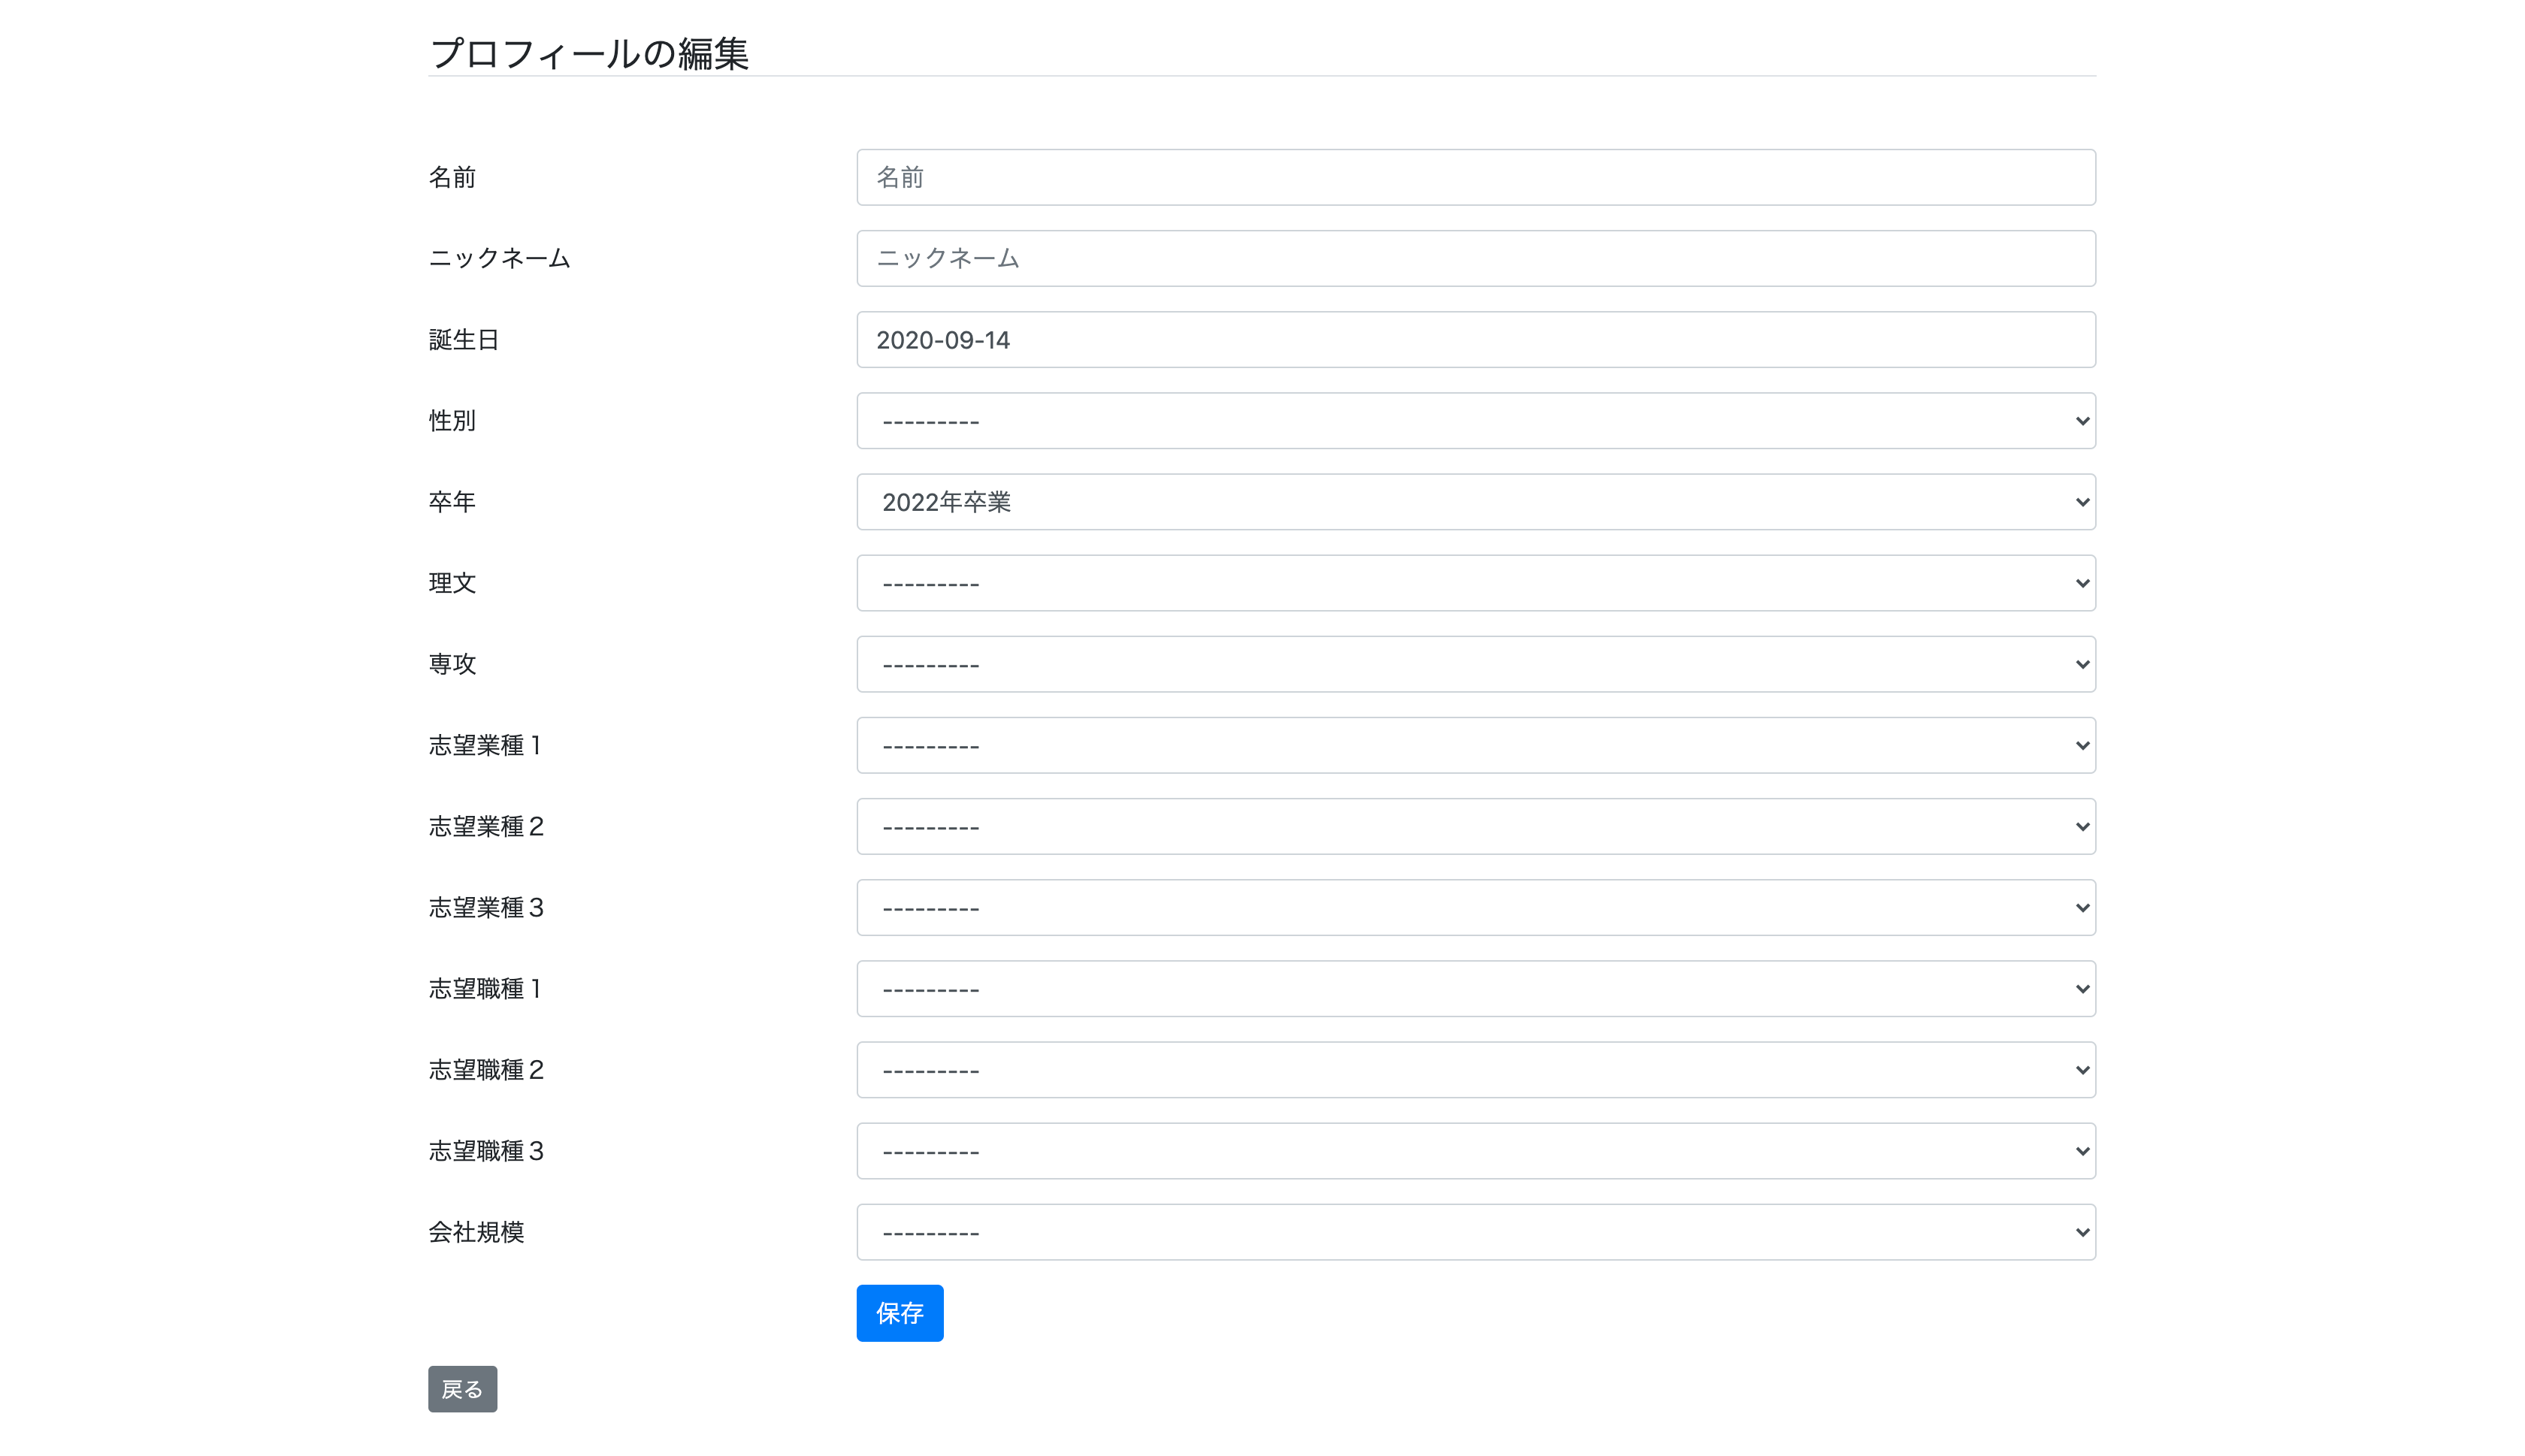 プロフィールの編集
名前 名前
ニックネーム ニックネーム
誕生日 2020-09-14
性別 ---------
卒年 2022年卒業
理文 ---------
専攻 ---------
志望業種１ ---------
志望業種２ ---------
志望業種３ ---------
志望職種１ ---------
志望職種２ ---------
志望職種３ ---------
会社規模 ---------
保存
戻る